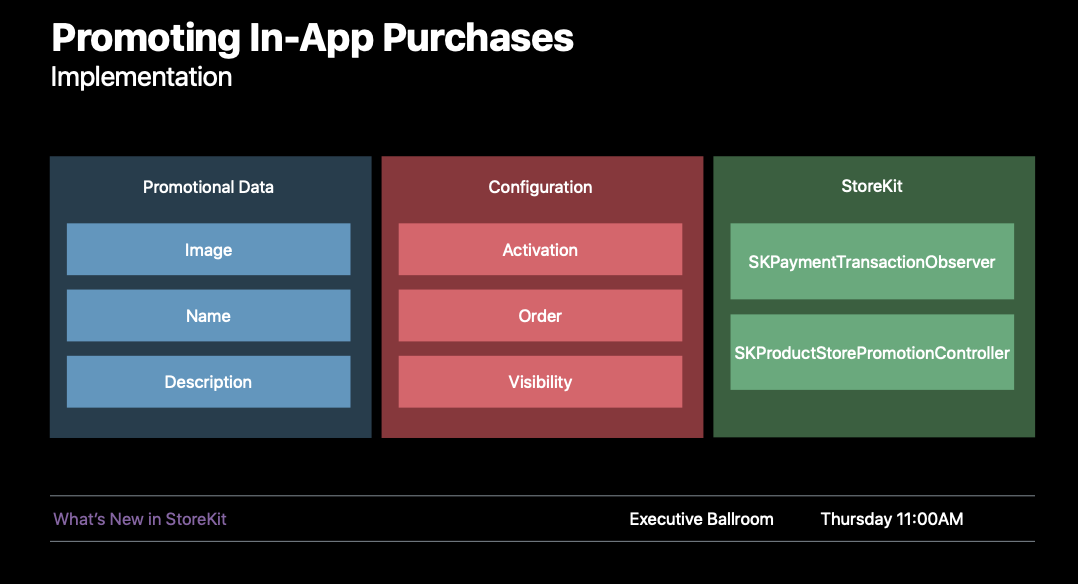 Promoting In-App Purchases
Implementation
Promotional Data
Image
Name
Description
Configuration
Activation
Order
Visibility
StoreKit
SKPaymentTransactionObserver
SKProductStorePromotionController
What’s New in StoreKit
Executive Ballroom
Thursday 11:00AM